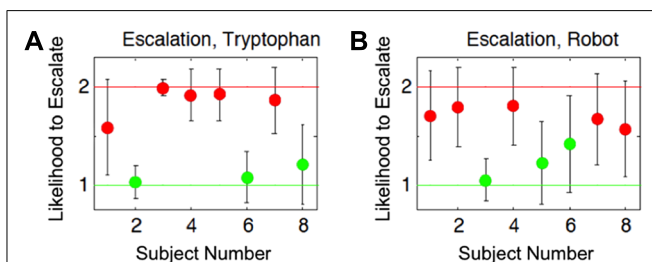 A Escalation, Tryptophan
Likelihood to Escalate
2
1
2 4 6 8
Subject Number
B Escalation, Robot
Likelihood to Escalate
2
1
2 4 6 8
Subject Number